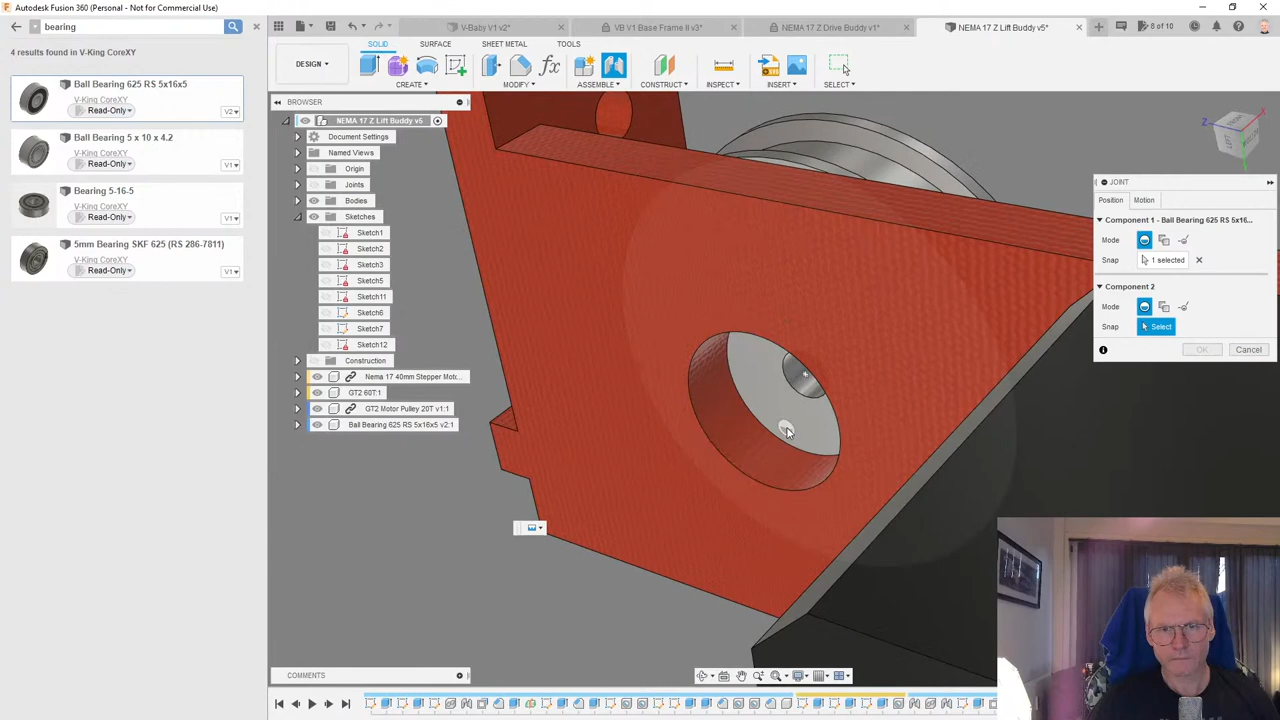 Autodesk Fusion 360 (Personal - Not for Commercial Use)
bearing
V-Baby V1 v2*
VB V1 Base Frame II v3*
NEMA 17 Z Drive Buddy v1*
NEMA 17 Z Lift Buddy v5*
8 of 10
4 results found in V-King CoreXY
Ball Bearing 625 RS 5x16x5
V-King CoreXY
Read-Only
V2
Ball Bearing 5 x 10 x 4.2
V-King CoreXY
Read-Only
V1
Bearing 5-16-5
V-King CoreXY
Read-Only
V1
5mm Bearing SKF 625 (RS 286-7811)
V-King CoreXY
Read-Only
V1
DESIGN
SOLID
SURFACE
SHEET METAL
TOOLS
CREATE
MODIFY
ASSEMBLE
CONSTRUCT
INSPECT
INSERT
SELECT
BROWSER
NEMA 17 Z Lift Buddy v5
Document Settings
Named Views
Origin
Joints
Bodies
Sketches
Sketch1
Sketch2
Sketch3
Sketch5
Sketch11
Sketch6
Sketch7
Sketch12
Construction
Nema 17 40mm Stepper Moto...
GT2 60T:1
GT2 Motor Pulley 20T v1:1
Ball Bearing 625 RS 5x16x5 v2:1
Z
X
LEFT
JOINT
Position
Motion
Component 1 - Ball Bearing 625 RS 5x16...
Mode
Snap
1 selected
Component 2
Mode
Snap
Select
OK
Cancel
COMMENTS